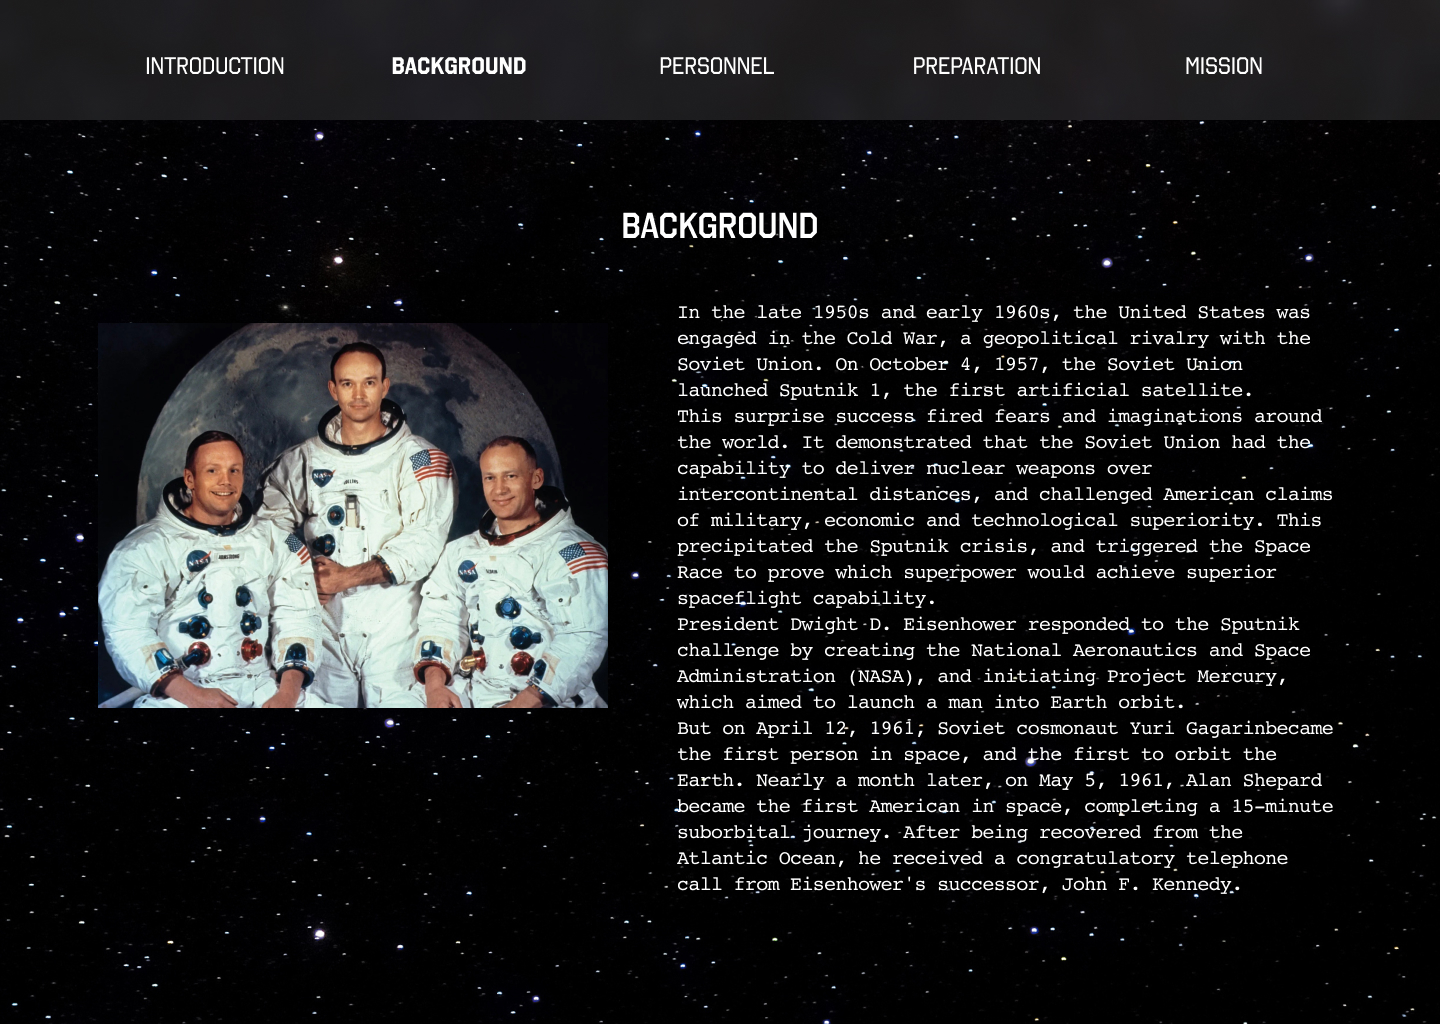 INTRODUCTION
BACKGROUND
PERSONNEL
PREPARATION
MISSION
BACKGROUND
In the late 1950s and early 1960s, the United States was
engaged in the Cold War, a geopolitical rivalry with the
Soviet Union. On October 4, 1957, the Soviet Union
launched Sputnik 1, the first artificial satellite.
This surprise success fired fears and imaginations around
the world. It demonstrated that the Soviet Union had the
capability to deliver nuclear weapons over
intercontinental distances, and challenged American claims
of military, economic and technological superiority. This
precipitated the Sputnik crisis, and triggered the Space
Race to prove which superpower would achieve superior
spaceflight capability.
President Dwight D. Eisenhower responded to the Sputnik
challenge by creating the National Aeronautics and Space
Administration (NASA), and initiating Project Mercury,
which aimed to launch a man into Earth orbit.
But on April 12, 1961, Soviet cosmonaut Yuri Gagarinbecame
the first person in space, and the first to orbit the
Earth. Nearly a month later, on May 5, 1961, Alan Shepard
became the first American in space, completing a 15-minute
suborbital journey. After being recovered from the
Atlantic Ocean, he received a congratulatory telephone
call from Eisenhower's successor, John F. Kennedy.
NASA
NASA
NASA